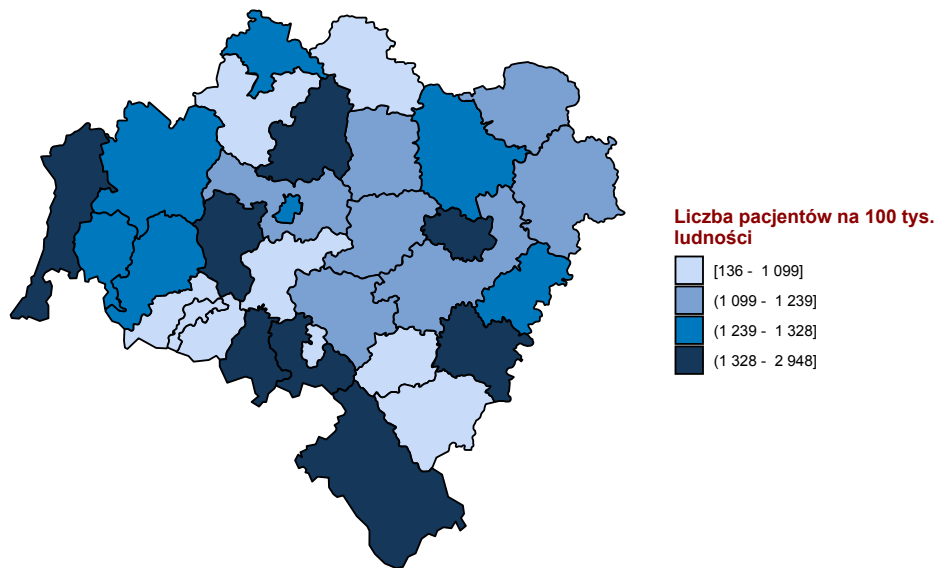 Liczba pacjentów na 100 tys.
ludności
[136 - 1 099]
(1 099 - 1 239]
(1 239 - 1 328]
(1 328 - 2 948]